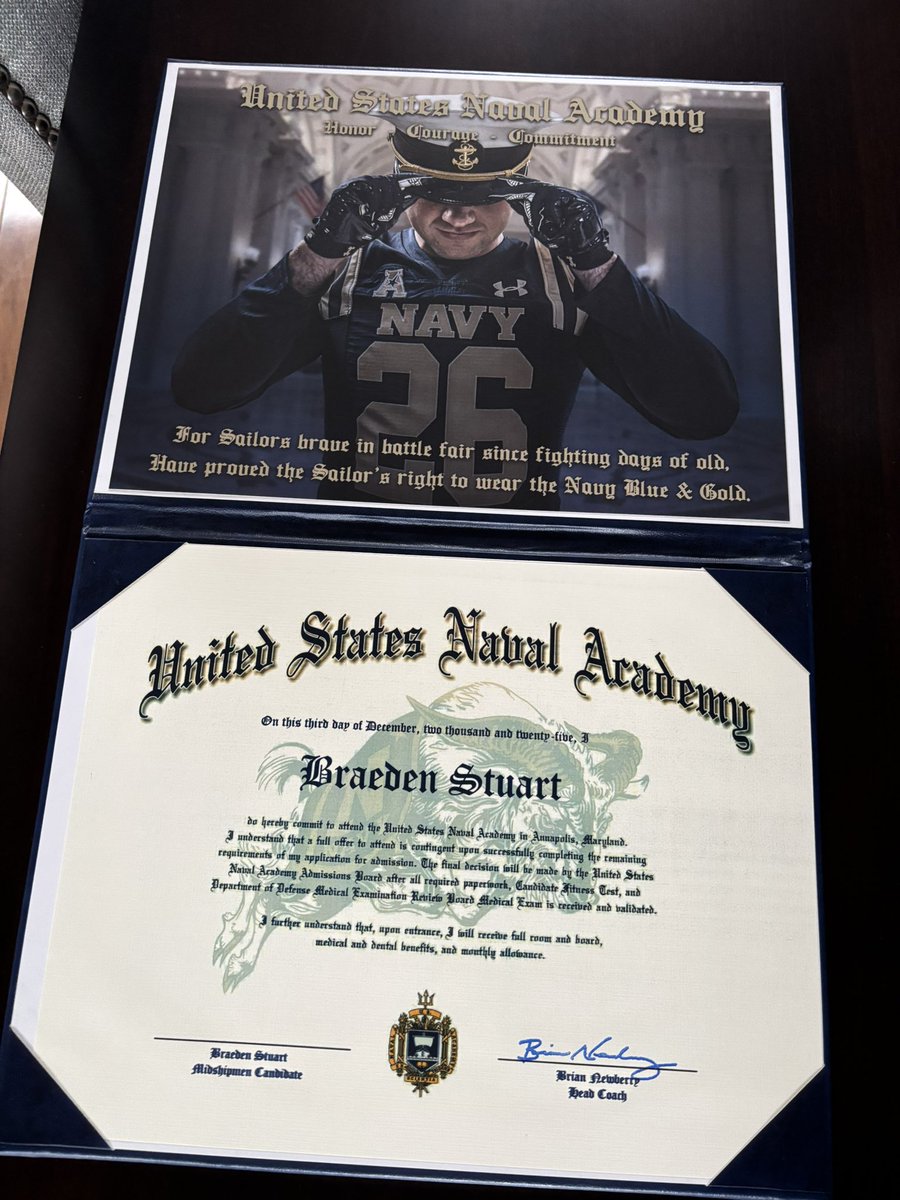 United States Naval Academy
Honor - Courage - Commitment
A
NAVY
26
For Sailors brave in battle fair since fighting days of old,
Have proved the Sailor's right to wear the Navy Blue & Gold.
United States Naval Academy
On this third day of December, two thousand and twenty-five, I
Braeden Stuart
do hereby commit to attend the United States Naval Academy in Annapolis, Maryland.
I understand that a full offer to attend is contingent upon successfully completing the remaining
requirements of my application for admission. The final decision will be made by the United States
Naval Academy Admissions Board after all required paperwork, Candidate Fitness Test, and
Department of Defense Medical Examination Review Board Medical Exam is received and validated.
I further understand that, upon entrance, I will receive full room and board,
medical and dental benefits, and monthly allowance.
Braeden Stuart
Midshipmen Candidate
Brian Newberry
Brian Newberry
Head Coach